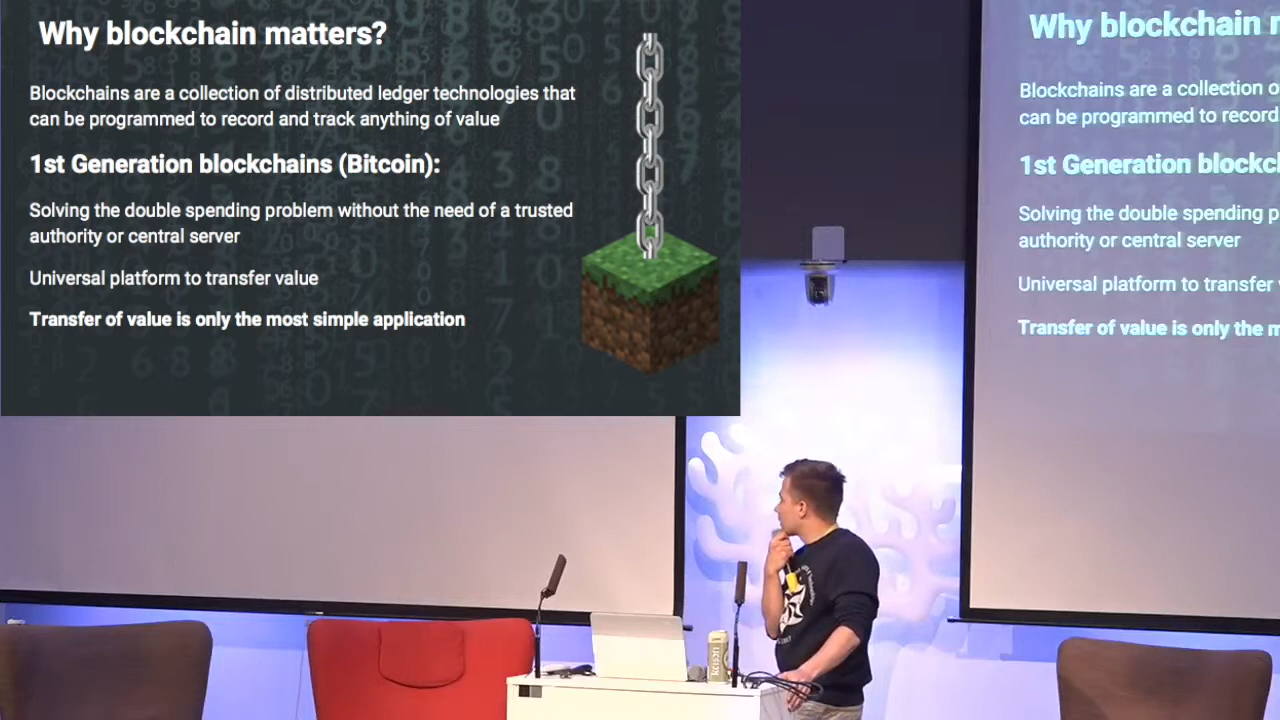 Why blockchain matters?
Blockchains are a collection of distributed ledger technologies that
can be programmed to record and track anything of value
1st Generation blockchains (Bitcoin):
Solving the double spending problem without the need of a trusted
authority or central server
Universal platform to transfer value
Transfer of value is only the most simple application
Why blockchain
Blockchains are a collection
can be programmed to record
1st Generation blockc
Solving the double spending p
authority or central server
Universal platform to transfer
Transfer of value is only the